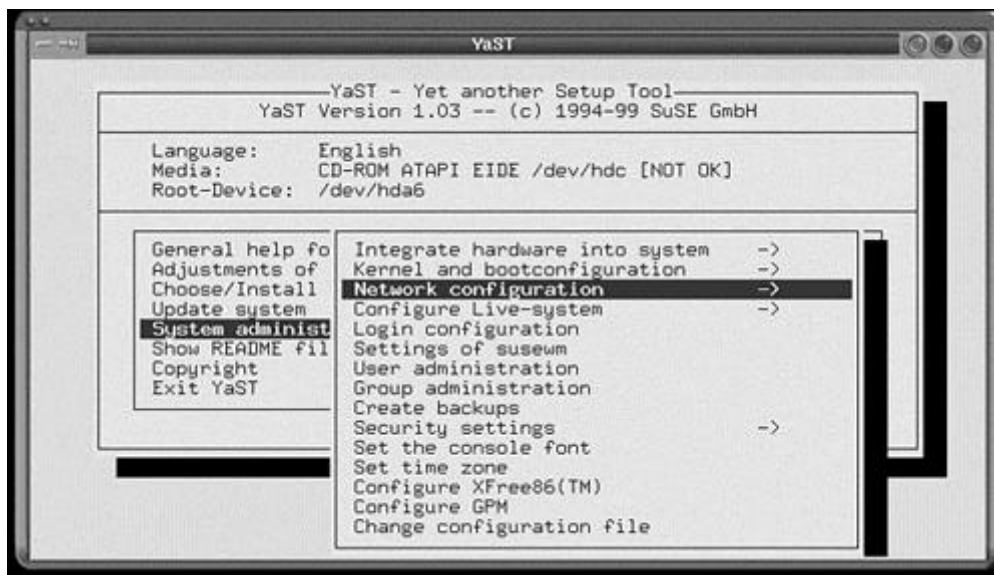 YaST
YaST - Yet another Setup Tool
YaST Version 1.03 -- (c) 1994-99 SuSE GmbH
Language: English
Media: CD-ROM ATAPI EIDE /dev/hdc [NOT OK]
Root-Device: /dev/hda6
General help fo
Adjustments of
Choose/Install
Update system
System administ
Show README fil
Copyright
Exit YaST
Integrate hardware into system ->
Kernel and bootconfiguration ->
Network configuration ->
Configure Live-system ->
Login configuration
Settings of susewm
User administration
Group administration
Create backups
Security settings ->
Set the console font
Set time zone
Configure XFree86(TM)
Configure GPM
Change configuration file